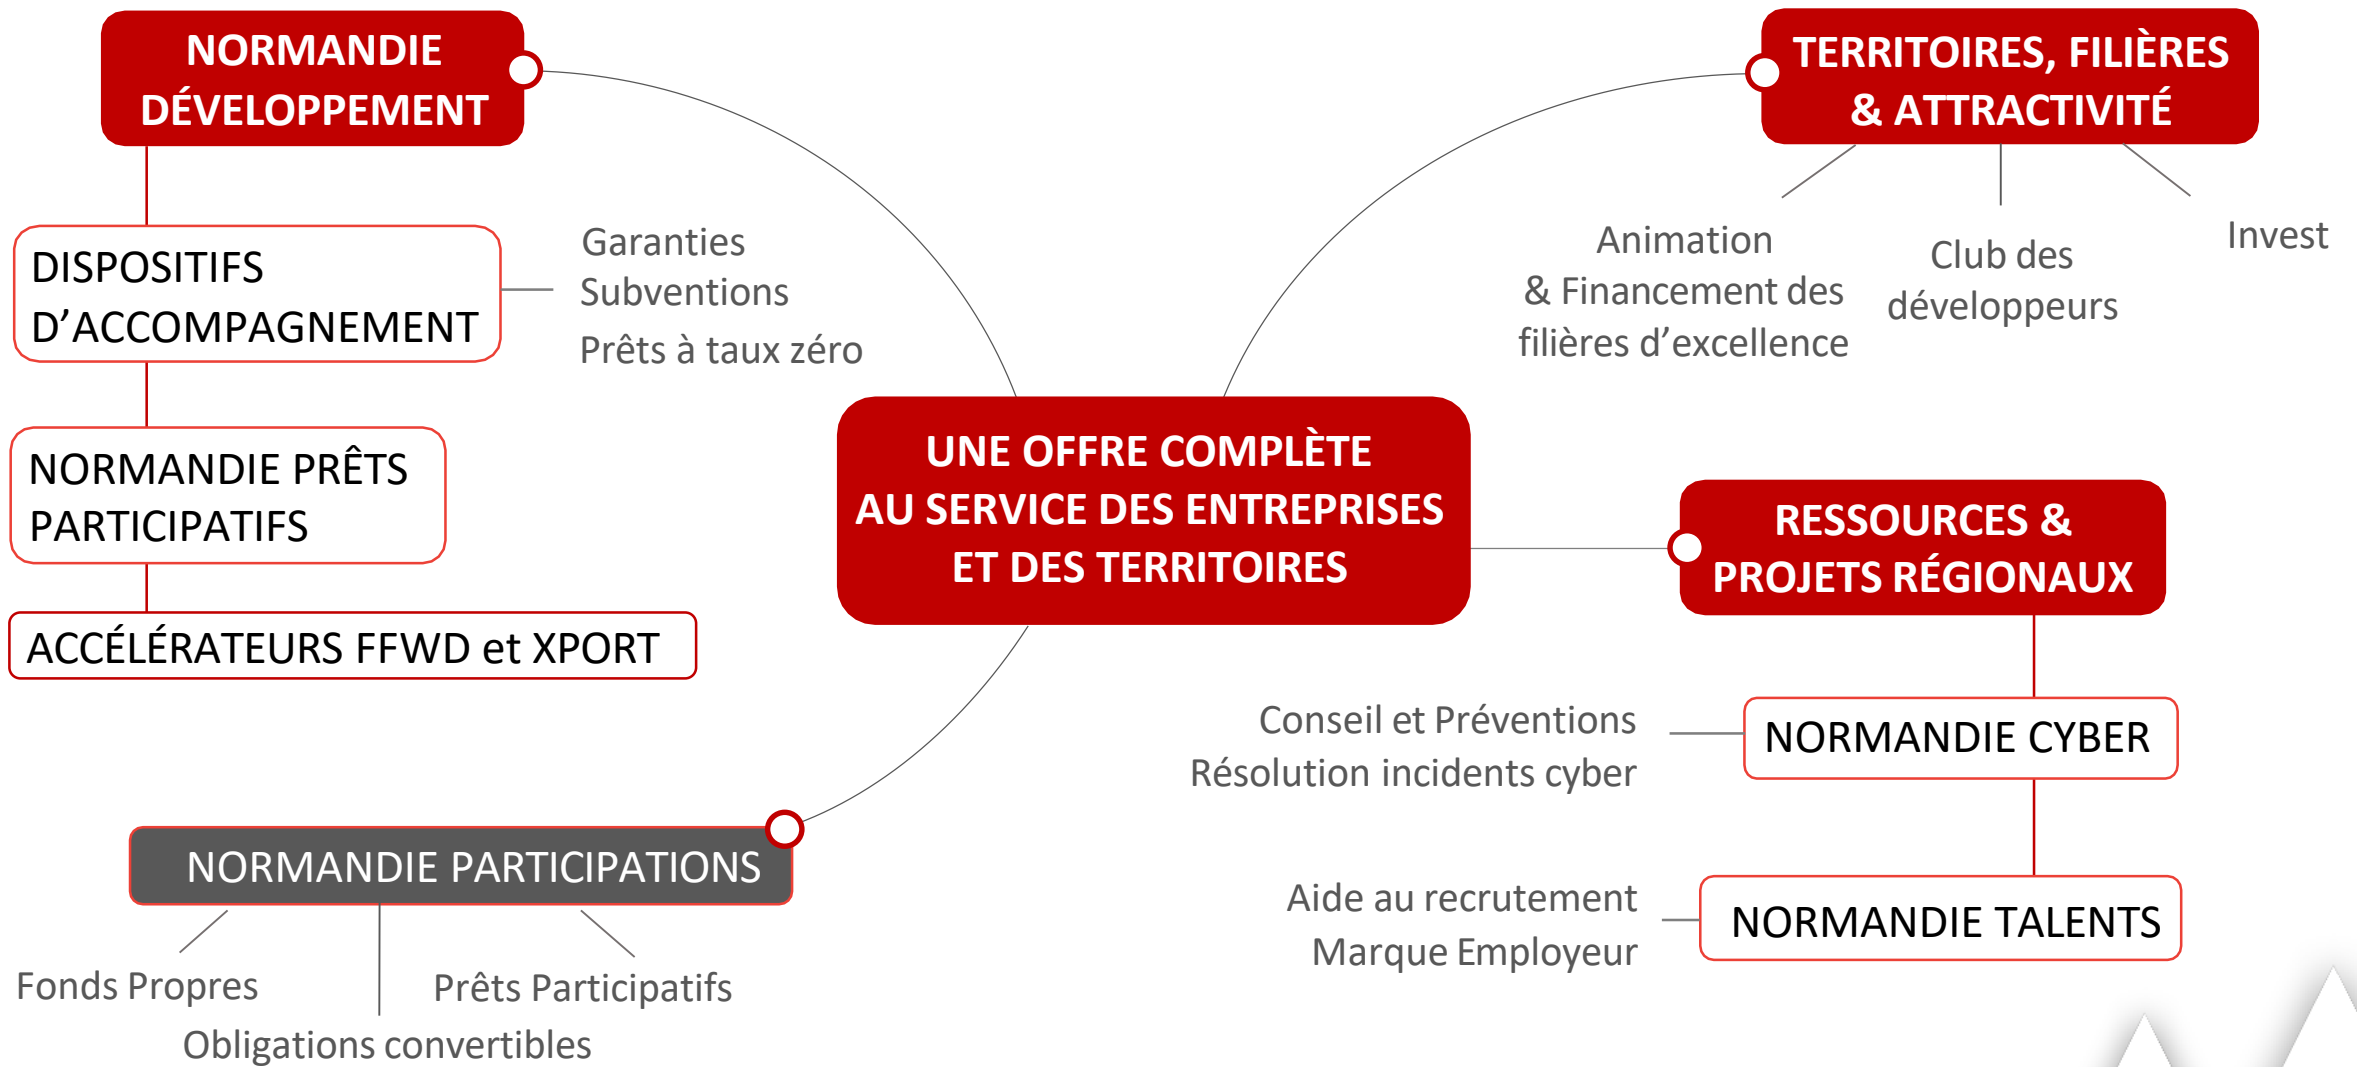 NORMANDIE
DÉVELOPPEMENT
DISPOSITIFS
D’ACCOMPAGNEMENT
Garanties
Subventions
Prêts à taux zéro
NORMANDIE PRÊTS
PARTICIPATIFS
ACCÉLÉRATEURS FFWD et XPORT
TERRITOIRES, FILIÈRES
& ATTRACTIVITÉ
Animation
& Financement des
filières d’excellence
Club des
développeurs
Invest
UNE OFFRE COMPLÈTE
AU SERVICE DES ENTREPRISES
ET DES TERRITOIRES
RESSOURCES &
PROJETS RÉGIONAUX
Conseil et Préventions
Résolution incidents cyber
NORMANDIE CYBER
Aide au recrutement
Marque Employeur
NORMANDIE TALENTS
NORMANDIE PARTICIPATIONS
Fonds Propres
Prêts Participatifs
Obligations convertibles